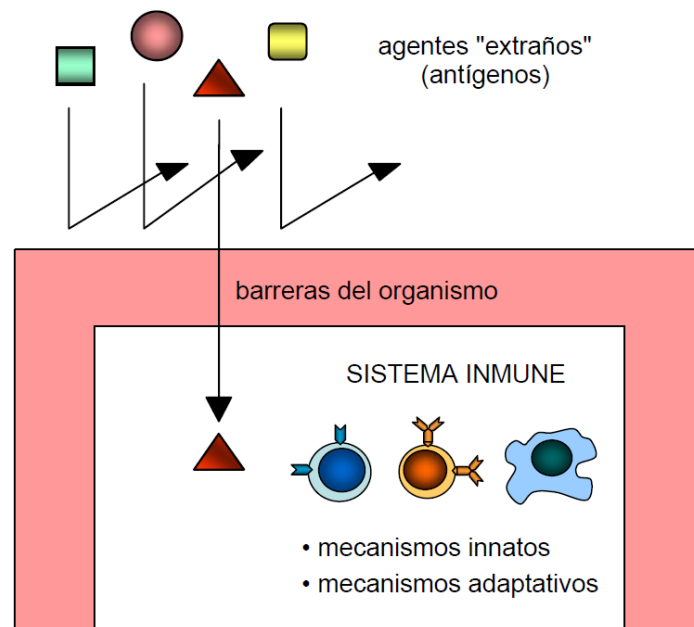 agentes "extraños"
(antígenos)
barreras del organismo
SISTEMA INMUNE
• mecanismos innatos
• mecanismos adaptativos